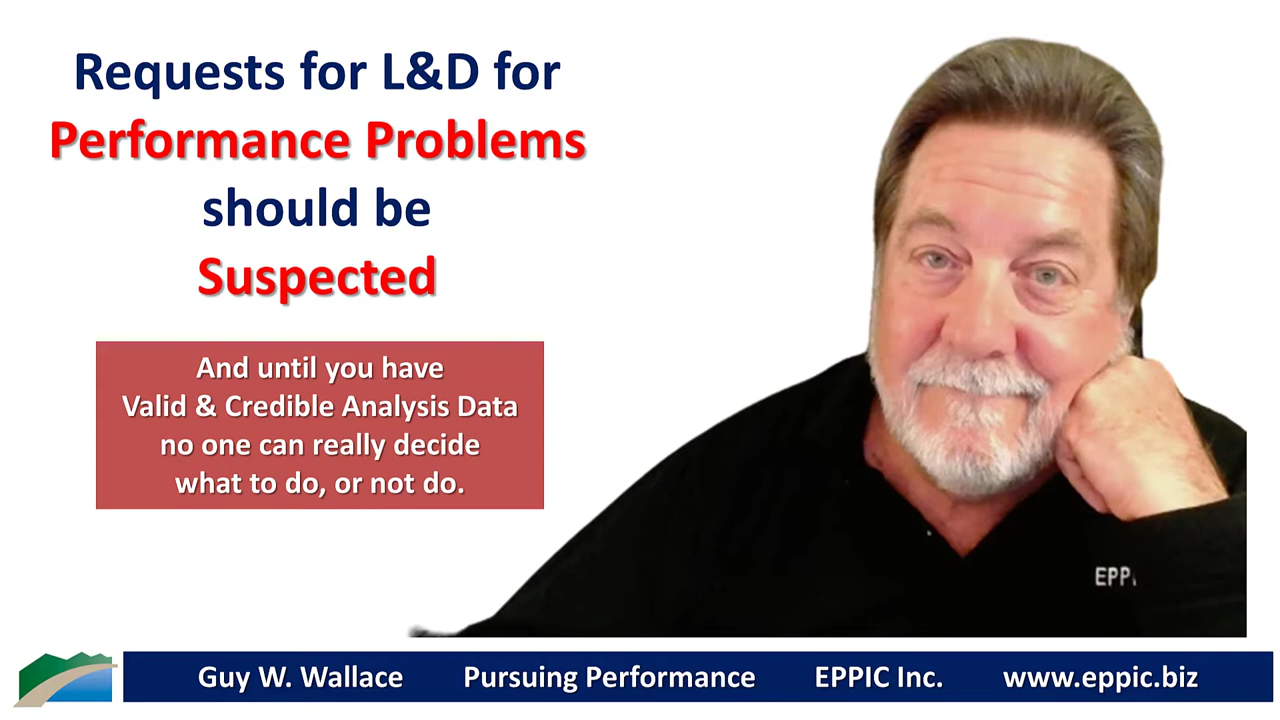 Requests for L&D for
Performance Problems
should be
Suspected
And until you have
Valid & Credible Analysis Data
no one can really decide
what to do, or not do.
EPPI
Guy W. Wallace Pursuing Performance EPPIC Inc. www.eppic.biz